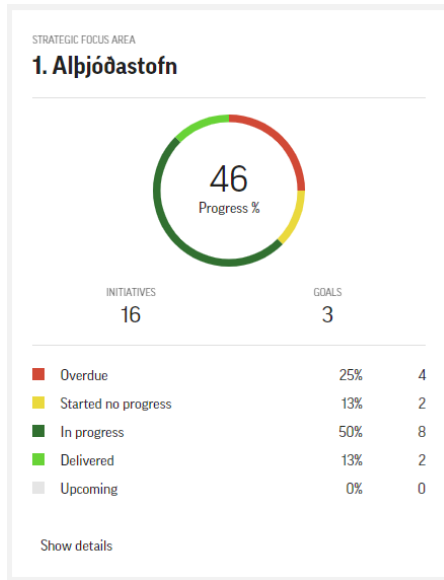 STRATEGIC FOCUS AREA
1. Alþjóðastofn
46
Progress %
INITIATIVES GOALS
16 3
Overdue 25% 4
Started no progress 13% 2
In progress 50% 8
Delivered 13% 2
Upcoming 0% 0
Show details